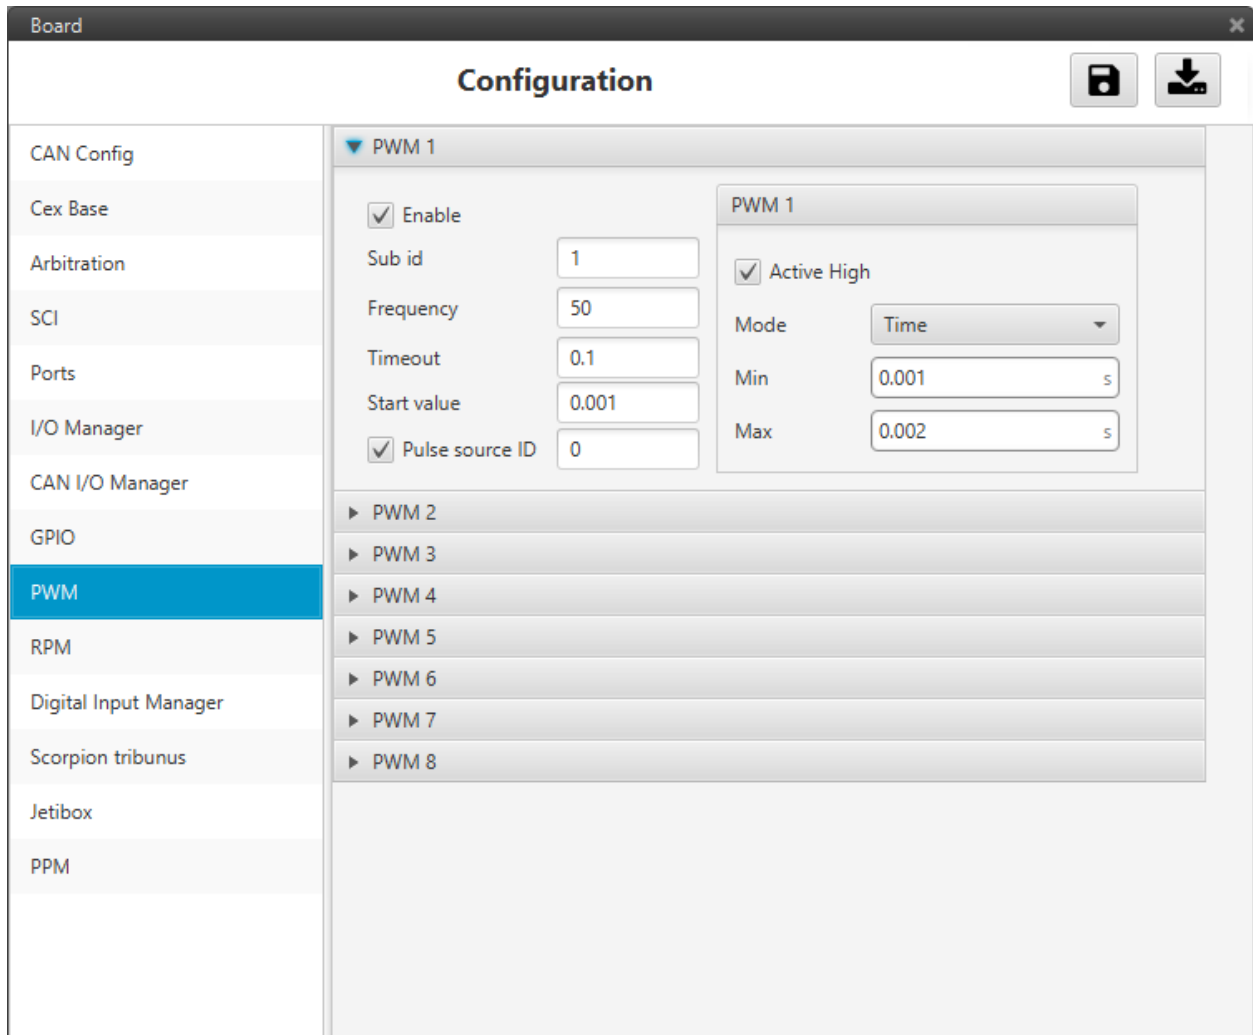 Board
Configuration
CAN Config
Cex Base
Arbitration
SCI
Ports
I/O Manager
CAN I/O Manager
GPIO
PWM
RPM
Digital Input Manager
Scorpion tribunus
Jetibox
PPM
PWM 1
Enable
Sub id 1
Frequency 50
Timeout 0.1
Start value 0.001
Pulse source ID 0
PWM 1
Active High
Mode Time
Min 0.001 s
Max 0.002 s
PWM 2
PWM 3
PWM 4
PWM 5
PWM 6
PWM 7
PWM 8